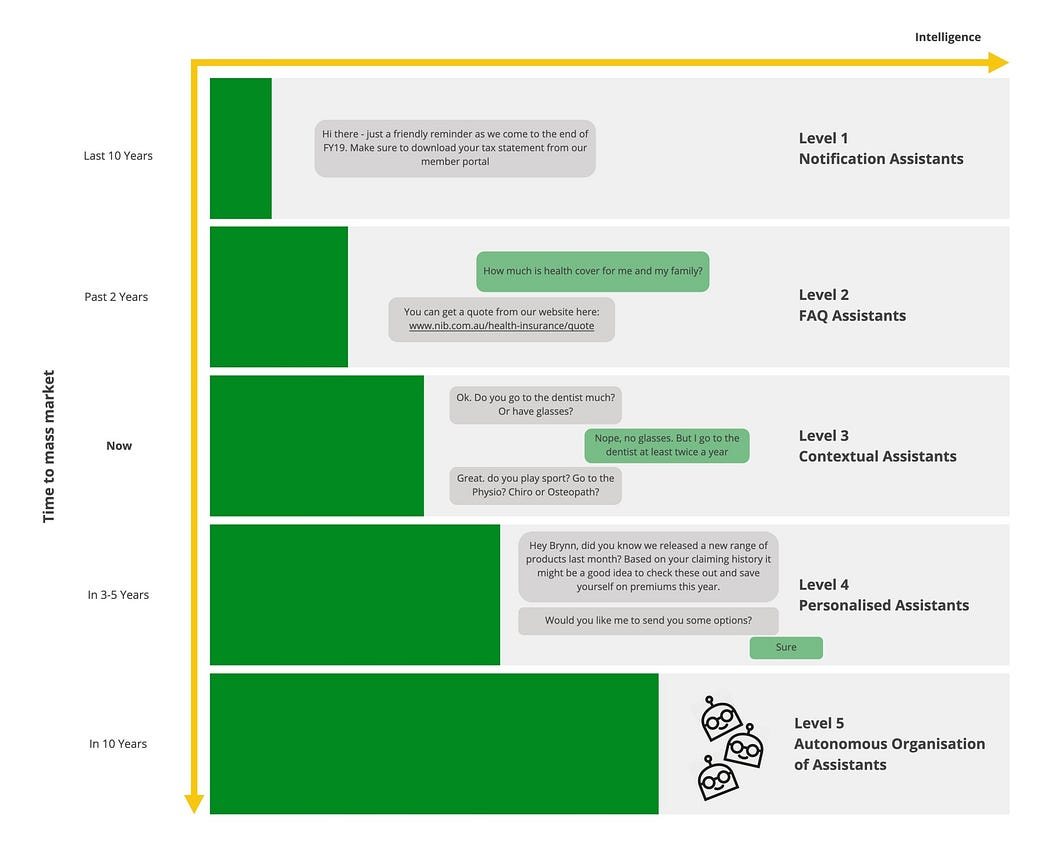 Intelligence
Time to mass market
Last 10 Years
Hi there - just a friendly reminder as we come to the end of
FY19. Make sure to download your tax statement from our
member portal
Level 1
Notification Assistants
Past 2 Years
How much is health cover for me and my family?
You can get a quote from our website here:
www.nib.com.au/health-insurance/quote
Level 2
FAQ Assistants
Now
Ok. Do you go to the dentist much?
Or have glasses?
Nope, no glasses. But I go to the
dentist at least twice a year
Great. do you play sport? Go to the
Physio? Chiro or Osteopath?
Level 3
Contextual Assistants
In 3-5 Years
Hey Brynn, did you know we released a new range of
products last month? Based on your claiming history it
might be a good idea to check these out and save
yourself on premiums this year.
Would you like me to send you some options?
Sure
Level 4
Personalised Assistants
In 10 Years
Level 5
Autonomous Organisation
of Assistants